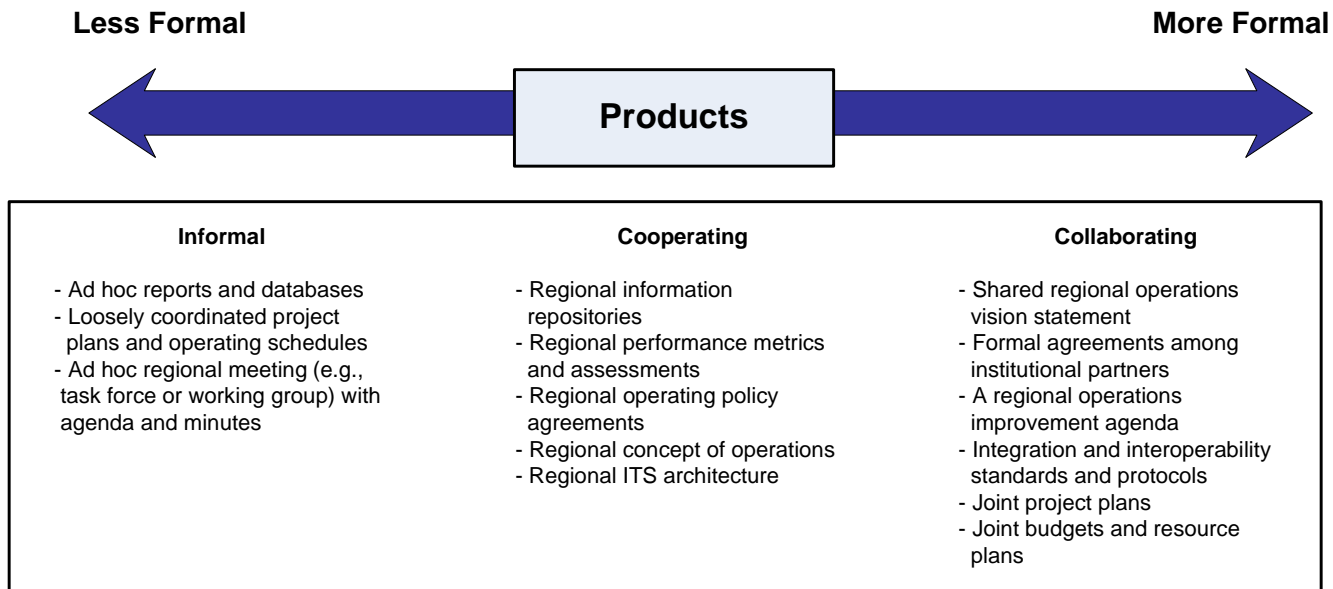 Less Formal
More Formal
Products
Informal
- Ad hoc reports and databases
- Loosely coordinated project
plans and operating schedules
- Ad hoc regional meeting (e.g.,
task force or working group) with
agenda and minutes
Cooperating
- Regional information
repositories
- Regional performance metrics
and assessments
- Regional operating policy
agreements
- Regional concept of operations
- Regional ITS architecture
Collaborating
- Shared regional operations
vision statement
- Formal agreements among
institutional partners
- A regional operations
improvement agenda
- Integration and interoperability
standards and protocols
- Joint project plans
- Joint budgets and resource
plans